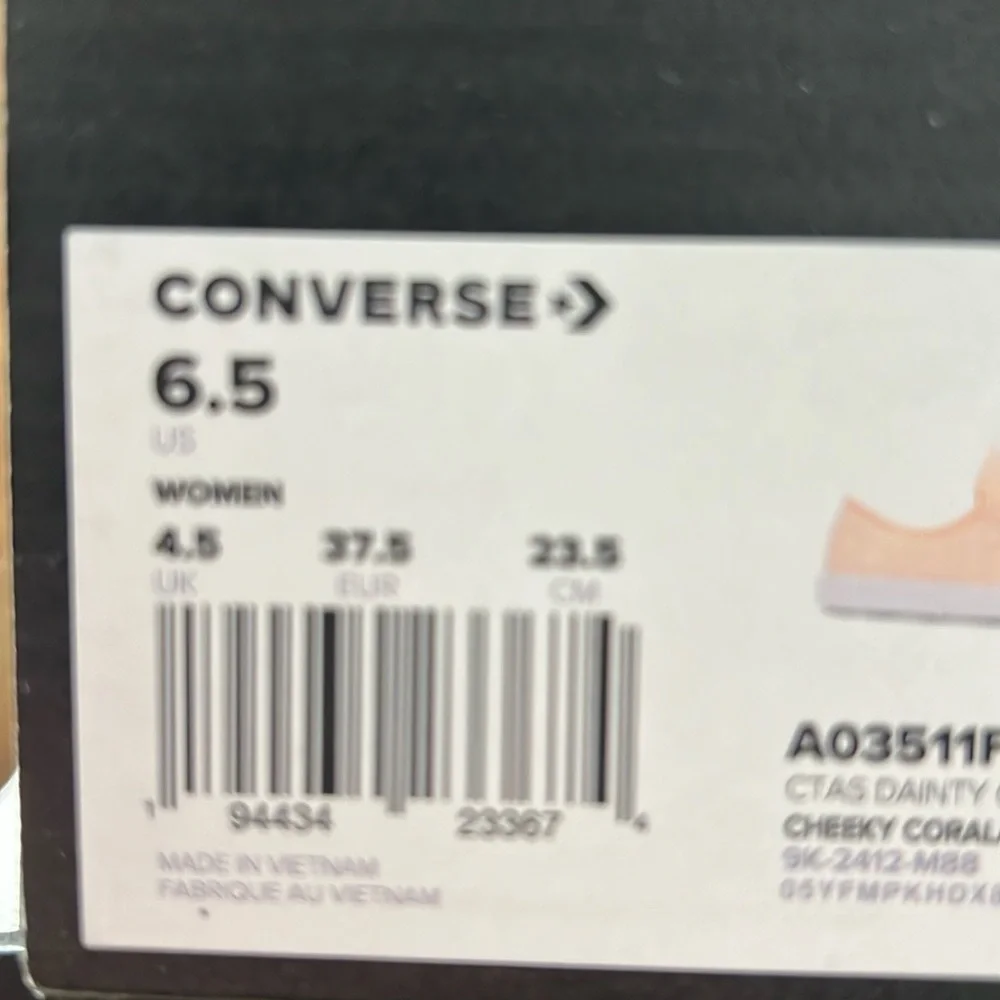 CONVERSE
6.5
US
WOMEN
4.5 37.5 23.5
UK EUR CM
1 94434 23367 4
MADE IN VIETNAM
FABRIQUE AU VIETNAM
A03511F
CTAS DAINTY
CHEEKY CORAL/
9K-2412-M88